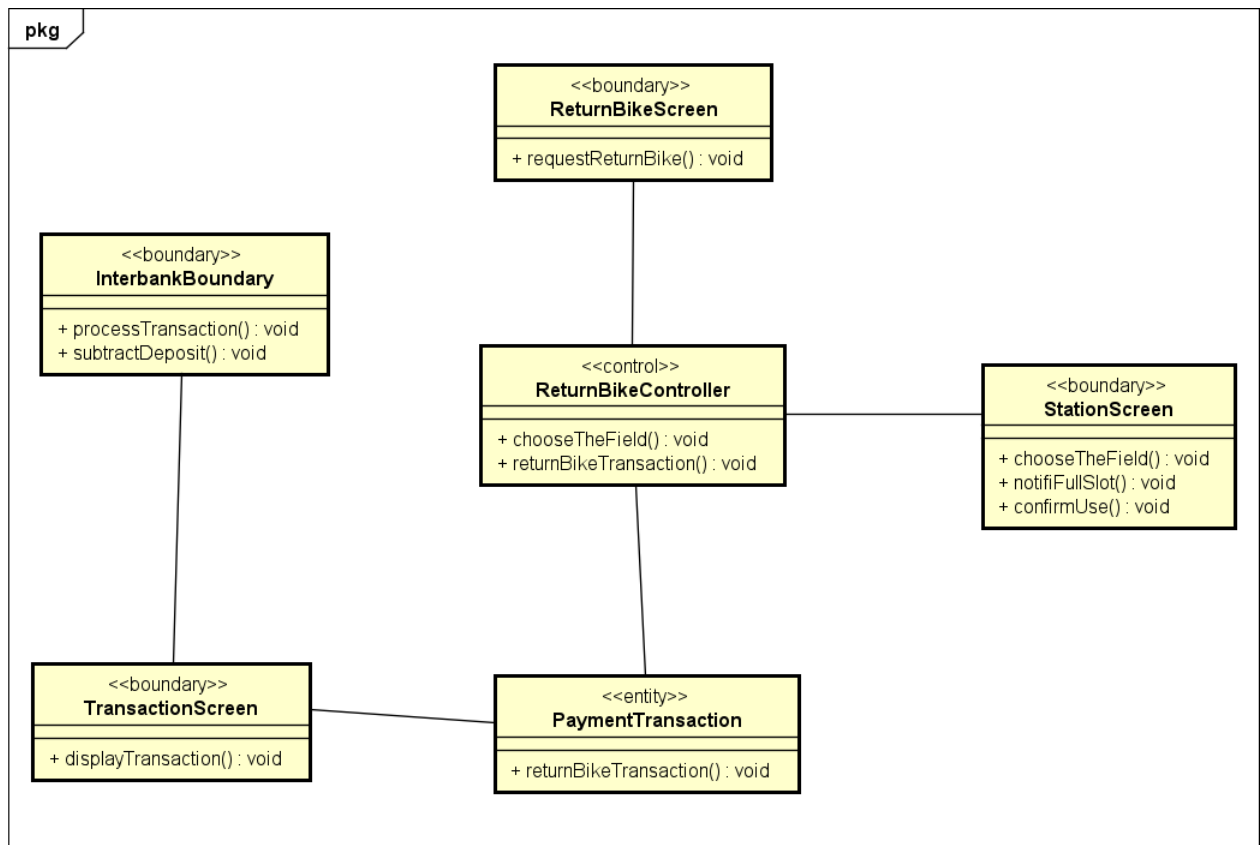 pkg
<<boundary>>
ReturnBikeScreen
+ requestReturnBike() : void
<<boundary>>
InterbankBoundary
+ processTransaction() : void
+ subtractDeposit() : void
<<control>>
ReturnBikeController
+ chooseTheField() : void
+ returnBikeTransaction() : void
<<boundary>>
StationScreen
+ chooseTheField() : void
+ notifiFullSlot() : void
+ confirmUse() : void
<<boundary>>
TransactionScreen
+ displayTransaction() : void
<<entity>>
PaymentTransaction
+ returnBikeTransaction() : void